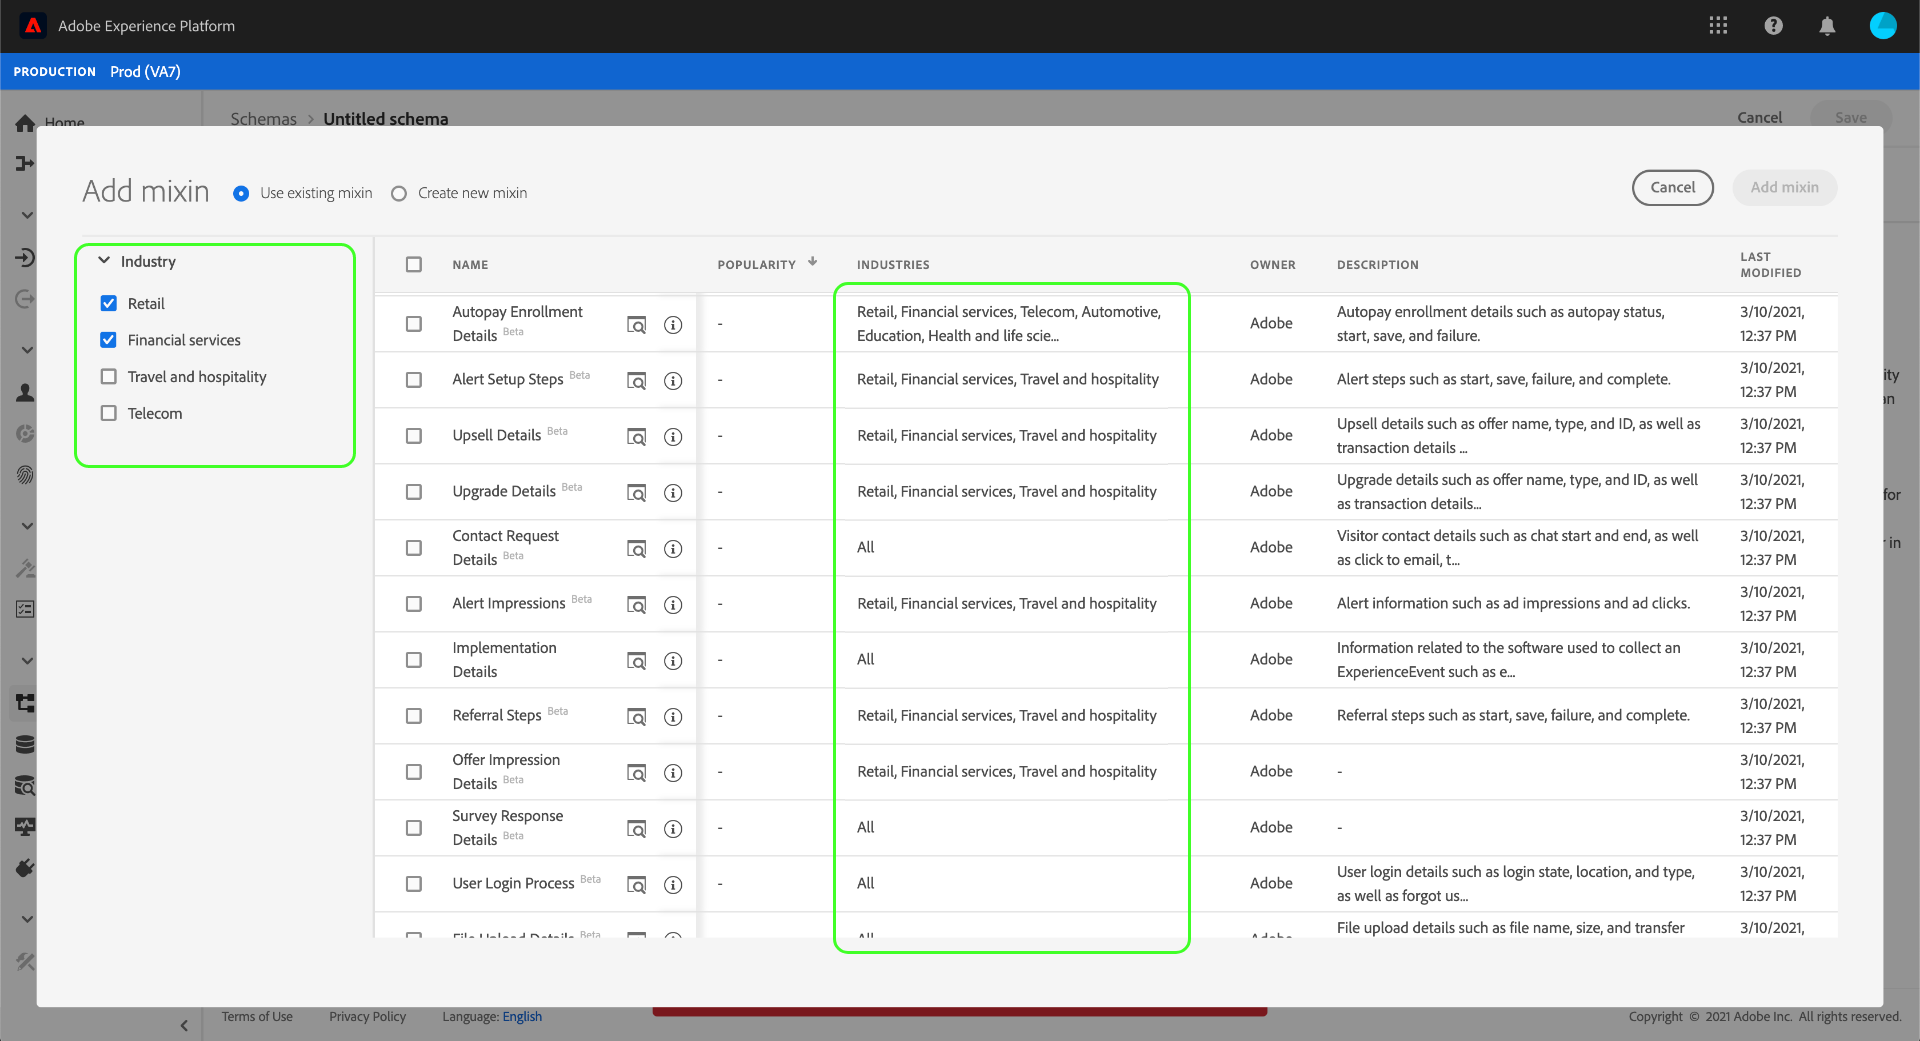 Adobe Experience Platform
PRODUCTION Prod (VA7)
Home
Schemas > Untitled schema
Cancel Save
Add mixin
Use existing mixin Create new mixin
Cancel Add mixin
Industry
Retail
Financial services
Travel and hospitality
Telecom
NAME POPULARITY INDUSTRIES OWNER DESCRIPTION LAST
MODIFIED
Autopay Enrollment
Details Beta
-
Retail, Financial services, Telecom, Automotive,
Education, Health and life scie...
Adobe
Autopay enrollment details such as autopay status,
start, save, and failure.
3/10/2021,
12:37 PM
Alert Setup Steps Beta
-
Retail, Financial services, Travel and hospitality
Adobe
Alert steps such as start, save, failure, and complete.
3/10/2021,
12:37 PM
Upsell Details Beta
-
Retail, Financial services, Travel and hospitality
Adobe
Upsell details such as offer name, type, and ID, as well as
transaction details ...
3/10/2021,
12:37 PM
Upgrade Details Beta
-
Retail, Financial services, Travel and hospitality
Adobe
Upgrade details such as offer name, type, and ID, as well
as transaction details...
3/10/2021,
12:37 PM
Contact Request
Details Beta
-
All
Adobe
Visitor contact details such as chat start and end, as well
as click to email, t...
3/10/2021,
12:37 PM
Alert Impressions Beta
-
Retail, Financial services, Travel and hospitality
Adobe
Alert information such as ad impressions and ad clicks.
3/10/2021,
12:37 PM
Implementation
Details
-
All
Adobe
Information related to the software used to collect an
ExperienceEvent such as e...
3/10/2021,
12:37 PM
Referral Steps Beta
-
Retail, Financial services, Travel and hospitality
Adobe
Referral steps such as start, save, failure, and complete.
3/10/2021,
12:37 PM
Offer Impression
Details Beta
-
Retail, Financial services, Travel and hospitality
Adobe
-
3/10/2021,
12:37 PM
Survey Response
Details Beta
-
All
Adobe
-
3/10/2021,
12:37 PM
User Login Process Beta
-
All
Adobe
User login details such as login state, location, and type,
as well as forgot us...
3/10/2021,
12:37 PM
File Upload Details Beta
All
Adobe
File upload details such as file name, size, and transfer
3/10/2021,
for
in
Terms of Use Privacy Policy Language: English
Copyright © 2021 Adobe Inc. All rights reserved.